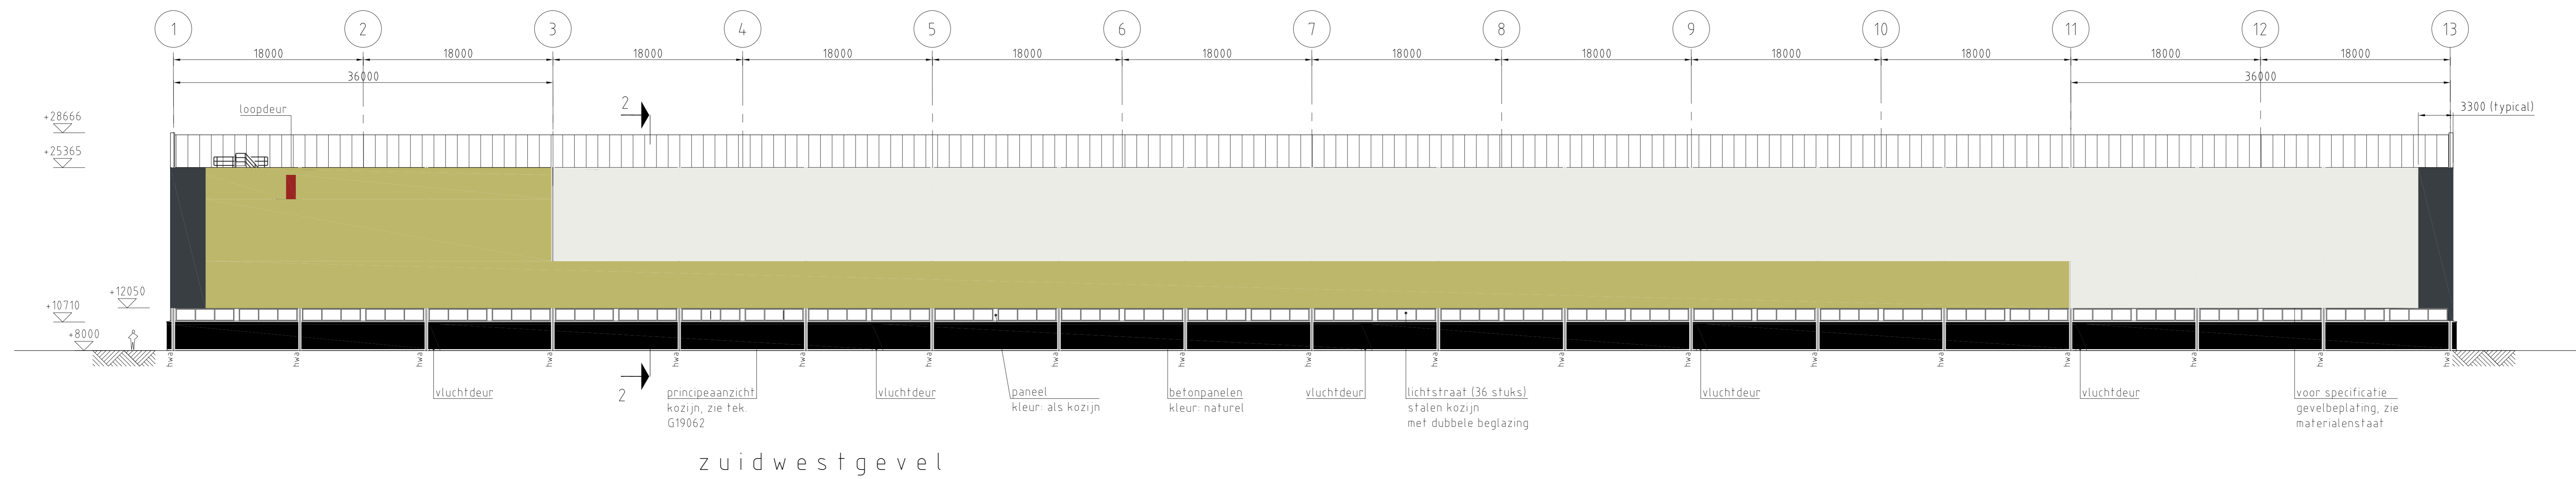 1 2 3 4 5 6 7 8 9 10 11 12 13
18000 18000 18000 18000 18000 18000 18000 18000 18000 18000 18000 18000
36000 36000
loopdeur 2 3300 (typical)
+28666
+25365
+12050
+10710
+8000
hwa hwa hwa hwa hwa hwa hwa hwa hwa hwa hwa hwa hwa hwa hwa hwa hwa hwa hwa
2
vluchtdeur
principeaanzicht
kozijn, zie tek.
G19062
vluchtdeur
paneel
kleur: als kozijn
betonpanelen
kleur: naturel
vluchtdeur
lichtstraat (36 stuks)
stalen kozijn
met dubbele beglazing
vluchtdeur
vluchtdeur
voor specificatie
gevelbeplating, zie
materialenstaat
zuidwestgevel